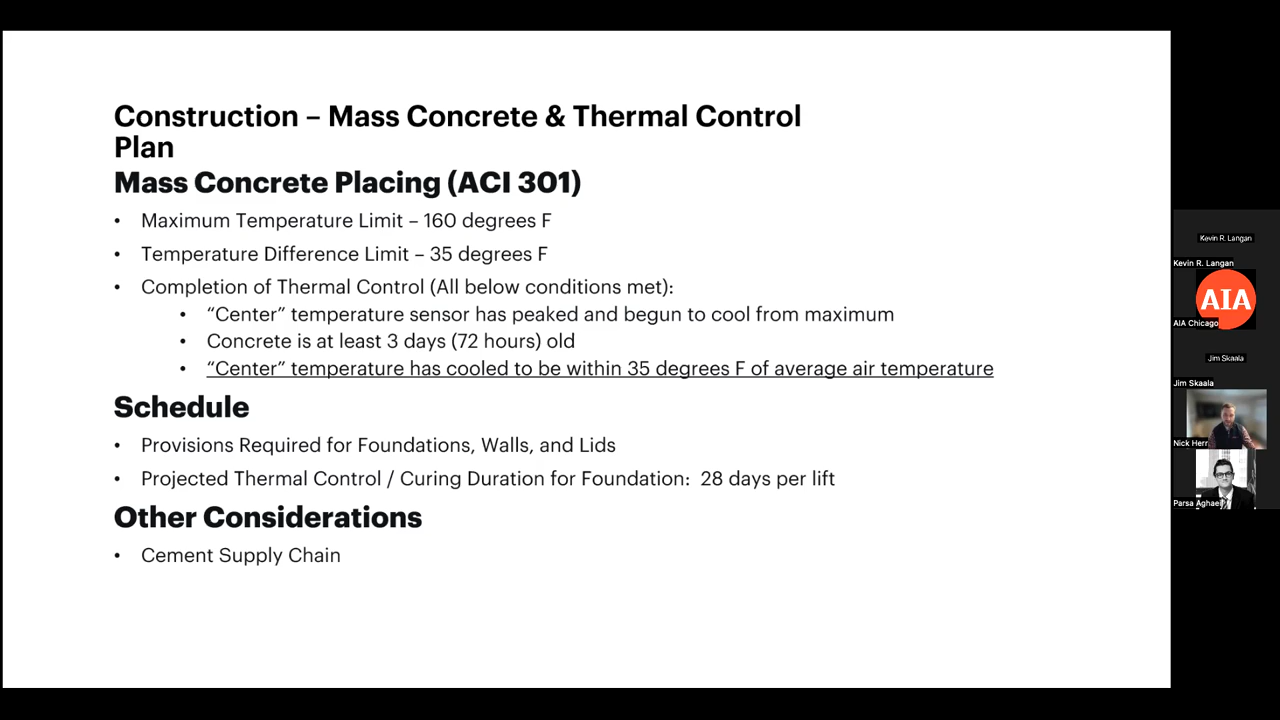 Construction – Mass Concrete & Thermal Control
Plan
Mass Concrete Placing (ACI 301)
• Maximum Temperature Limit – 160 degrees F
• Temperature Difference Limit – 35 degrees F
• Completion of Thermal Control (All below conditions met):
• “Center” temperature sensor has peaked and begun to cool from maximum
• Concrete is at least 3 days (72 hours) old
• “Center” temperature has cooled to be within 35 degrees F of average air temperature
Schedule
• Provisions Required for Foundations, Walls, and Lids
• Projected Thermal Control / Curing Duration for Foundation: 28 days per lift
Other Considerations
• Cement Supply Chain
Kevin R. Langan
Kevin R. Langan
AIA
AIA Chicago
Jim Skaala
Jim Skaala
Nick Herr
Parsa Aghaei